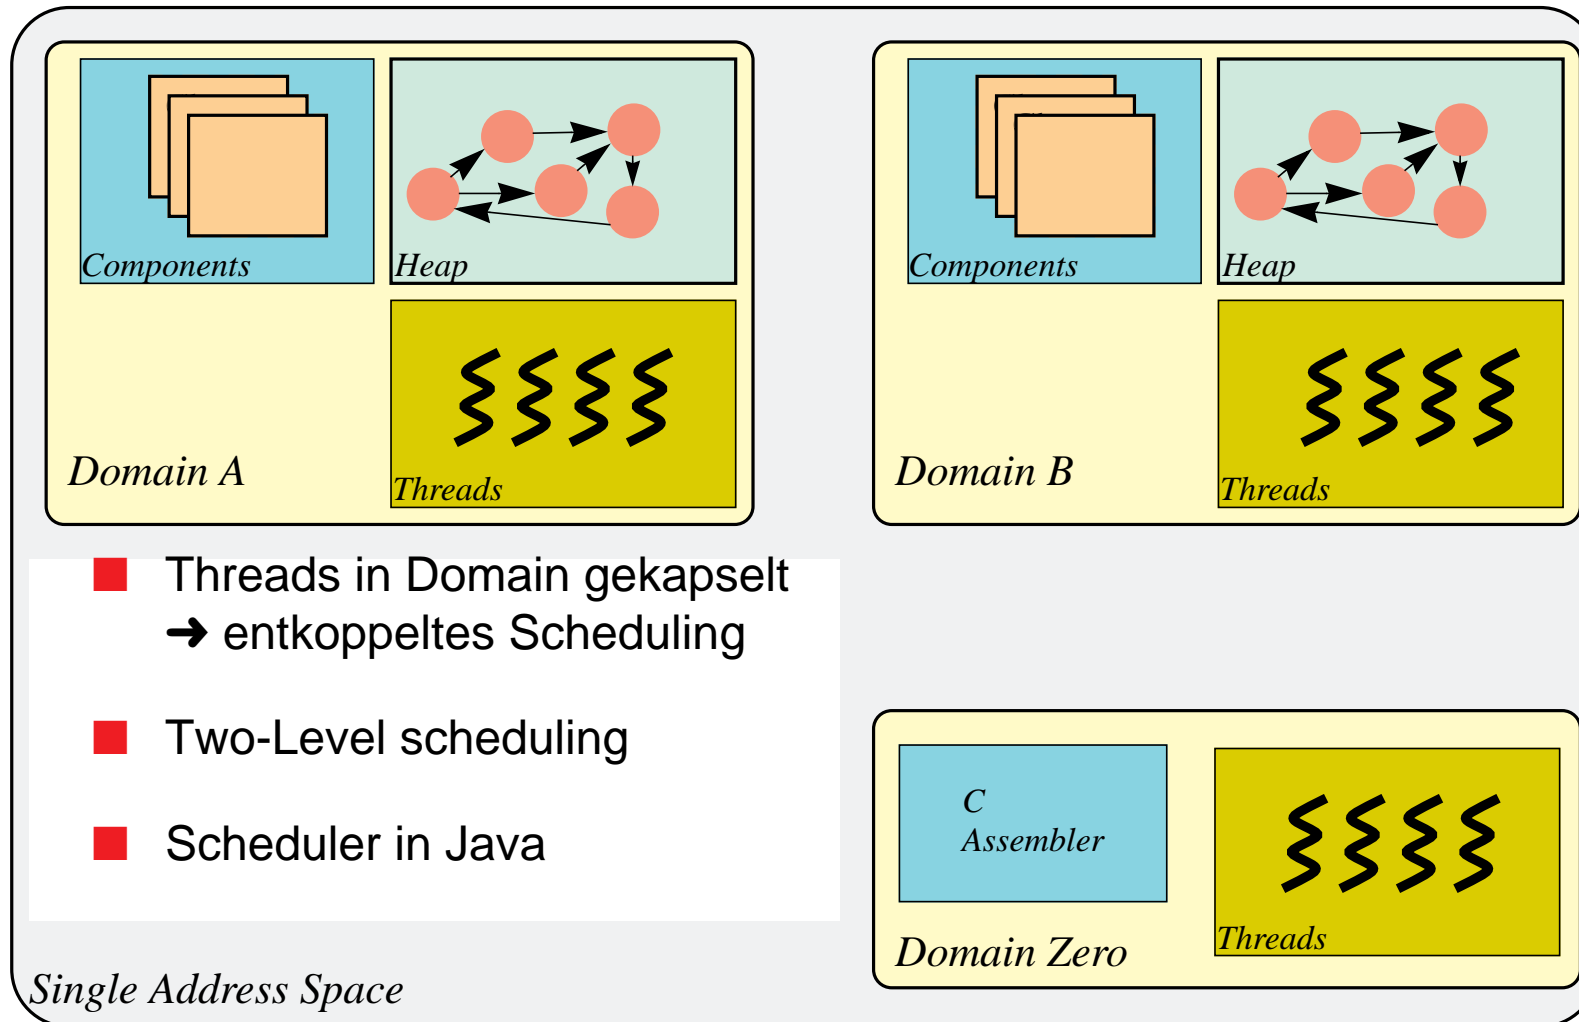 Components
Heap
Threads
Domain A
Components
Heap
Threads
Domain B
Threads in Domain gekapselt
➔ entkoppeltes Scheduling
Two-Level scheduling
Scheduler in Java
C
Assembler
Threads
Domain Zero
Single Address Space